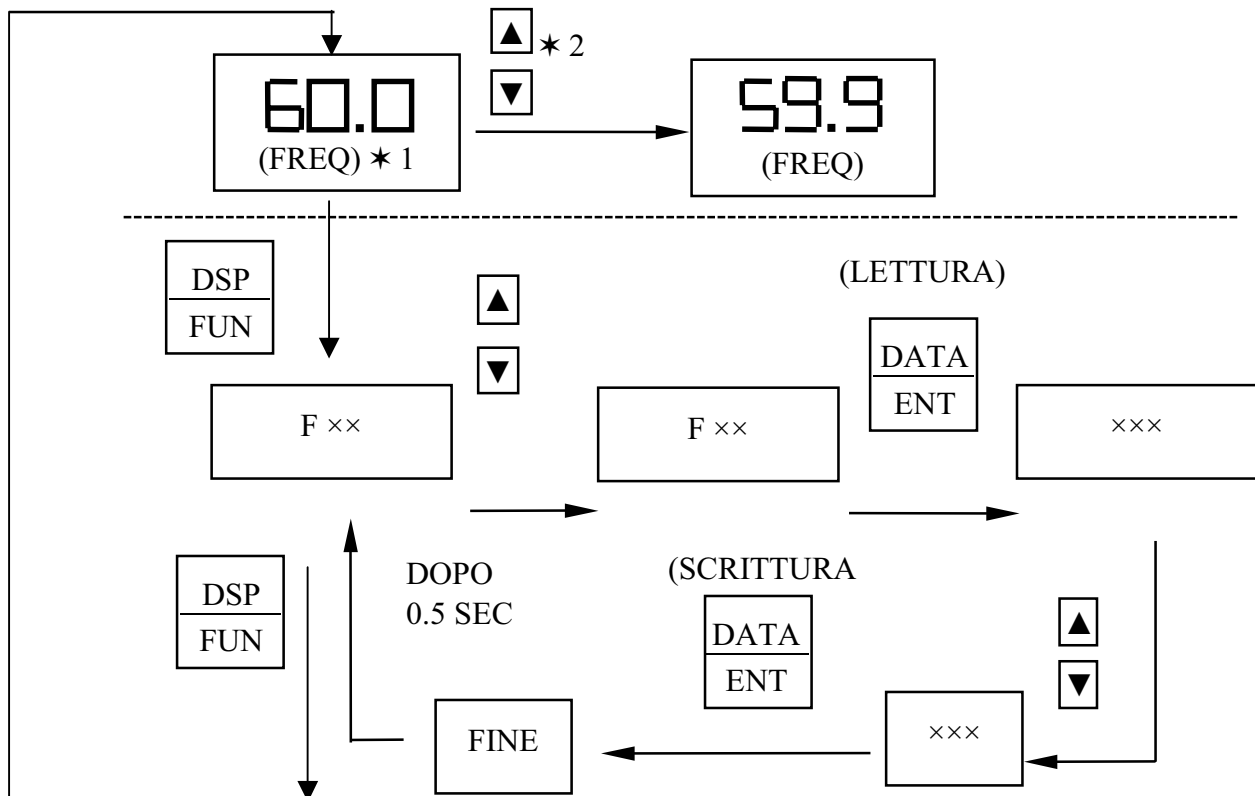 ▲
✶ 2
▼
60.0
(FREQ) ✶ 1
59.9
(FREQ)
DSP
FUN
▲
▼
(LETTURA)
DATA
ENT
F ××
F ××
×××
DSP
FUN
DOPO
0.5 SEC
(SCRITTURA
DATA
ENT
▲
▼
FINE
×××